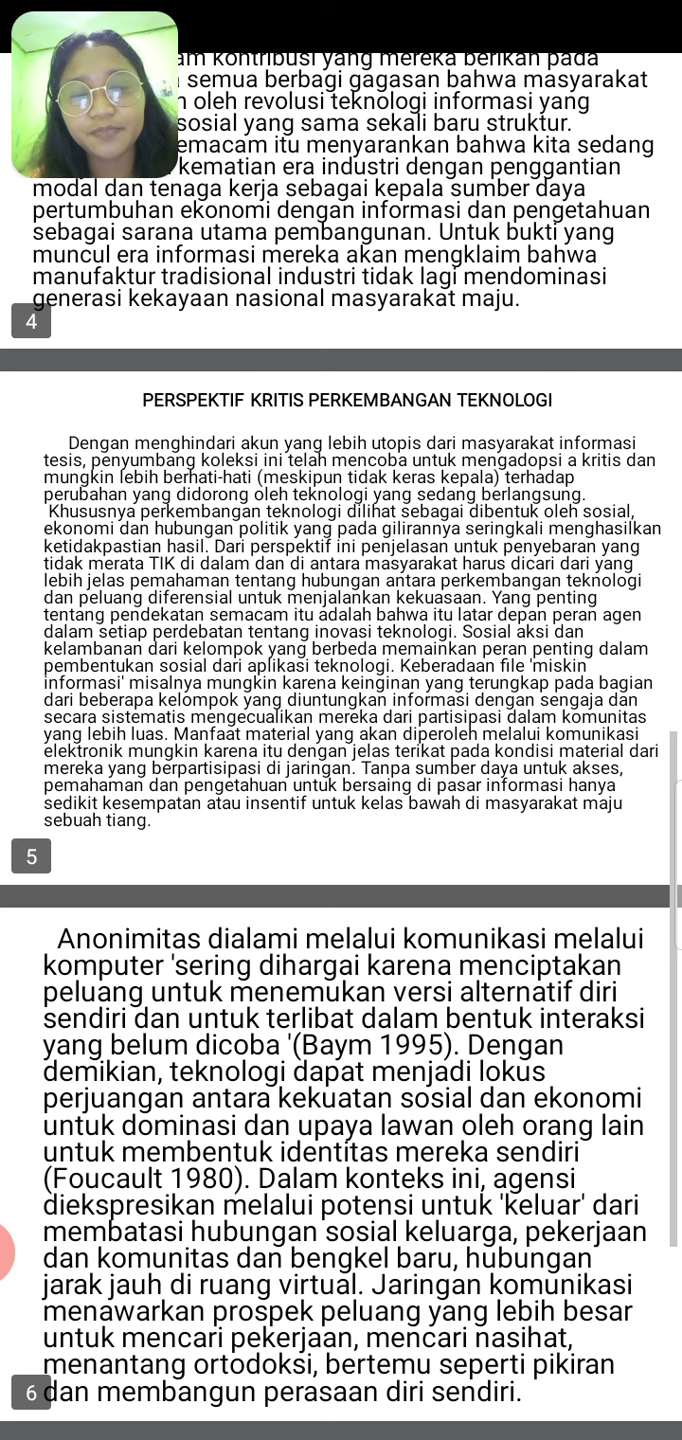 am kontribusi yang mereka berikan pada
semua berbagi gagasan bahwa masyarakat
oleh revolusi teknologi informasi yang
sosial yang sama sekali baru struktur.
emacam itu menyarankan bahwa kita sedang
kematian era industri dengan penggantian
modal dan tenaga kerja sebagai kepala sumber daya
pertumbuhan ekonomi dengan informasi dan pengetahuan
sebagai sarana utama pembangunan. Untuk bukti yang
muncul era informasi mereka akan mengklaim bahwa
manufaktur tradisional industri tidak lagi mendominasi
generasi kekayaan nasional masyarakat maju.
4
PERSPEKTIF KRITIS PERKEMBANGAN TEKNOLOGI
Dengan menghindari akun yang lebih utopis dari masyarakat informasi
tesis, penyumbang koleksi ini telah mencoba untuk mengadopsi a kritis dan
mungkin lebih berhati-hati (meskipun tidak keras kepala) terhadap
perubahan yang didorong oleh teknologi yang sedang berlangsung.
Khususnya perkembangan teknologi dilihat sebagai dibentuk oleh sosial,
ekonomi dan hubungan politik yang pada gilirannya seringkali menghasilkan
ketidakpastian hasil. Dari perspektif ini penjelasan untuk penyebaran yang
tidak merata TIK di dalam dan di antara masyarakat harus dicari dari yang
lebih jelas pemahaman tentang hubungan antara perkembangan teknologi
dan peluang diferensial untuk menjalankan kekuasaan. Yang penting
tentang pendekatan semacam itu adalah bahwa itu latar depan peran agen
dalam setiap perdebatan tentang inovasi teknologi. Sosial aksi dan
kelambanan dari kelompok yang berbeda memainkan peran penting dalam
pembentukan sosial dari aplikasi teknologi. Keberadaan file 'miskin
informasi' misalnya mungkin karena keinginan yang terungkap pada bagian
dari beberapa kelompok yang diuntungkan informasi dengan sengaja dan
secara sistematis mengecualikan mereka dari partisipasi dalam komunitas
yang lebih luas. Manfaat material yang akan diperoleh melalui komunikasi
elektronik mungkin karena itu dengan jelas terikat pada kondisi material dari
mereka yang berpartisipasi di jaringan. Tanpa sumber daya untuk akses,
pemahaman dan pengetahuan untuk bersaing di pasar informasi hanya
sedikit kesempatan atau insentif untuk kelas bawah di masyarakat maju
sebuah tiang.
5
Anonimitas dialami melalui komunikasi melalui
komputer 'sering dihargai karena menciptakan
peluang untuk menemukan versi alternatif diri
sendiri dan untuk terlibat dalam bentuk interaksi
yang belum dicoba '(Baym 1995). Dengan
demikian, teknologi dapat menjadi lokus
perjuangan antara kekuatan sosial dan ekonomi
untuk dominasi dan upaya lawan oleh orang lain
untuk membentuk identitas mereka sendiri
(Foucault 1980). Dalam konteks ini, agensi
diekspresikan melalui potensi untuk 'keluar' dari
membatasi hubungan sosial keluarga, pekerjaan
dan komunitas dan bengkel baru, hubungan
jarak jauh di ruang virtual. Jaringan komunikasi
menawarkan prospek peluang yang lebih besar
untuk mencari pekerjaan, mencari nasihat,
menantang ortodoksi, bertemu seperti pikiran
6 dan membangun perasaan diri sendiri.